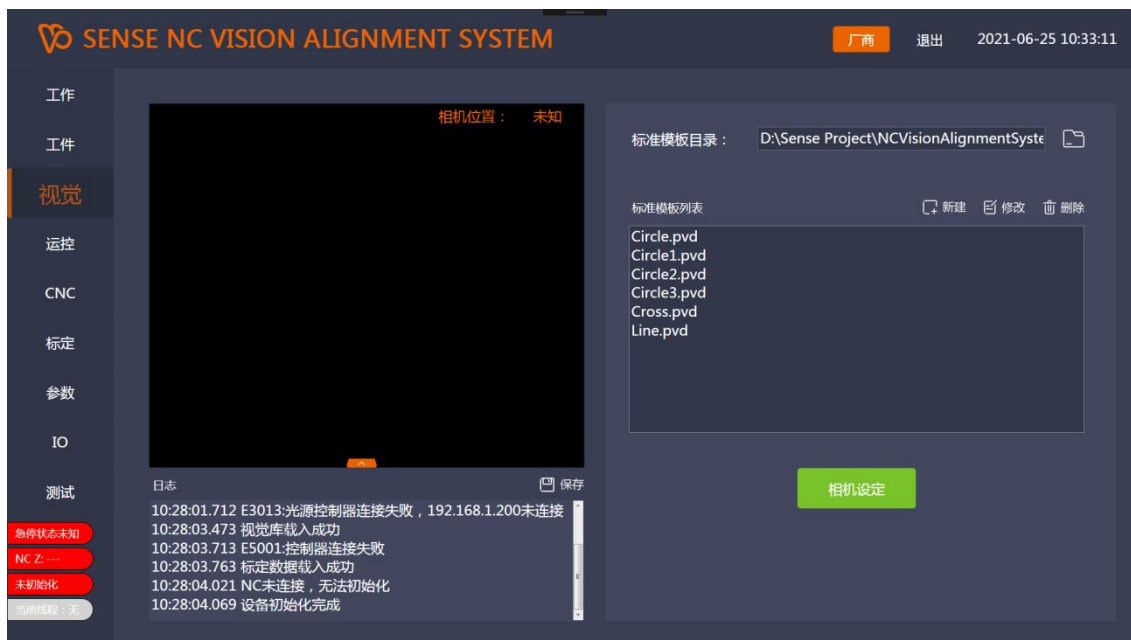 SENSE NC VISION ALIGNMENT SYSTEM
厂商 退出 2021-06-25 10:33:11
工作
工件
视觉
运控
CNC
标定
参数
IO
测试
急停状态未知
NC Z: ---
未初始化
当前线程：无
相机位置： 未知
日志 保存
10:28:01.712 E3013:光源控制器连接失败，192.168.1.200未连接
10:28:03.473 视觉库载入成功
10:28:03.713 E5001:控制器连接失败
10:28:03.763 标定数据载入成功
10:28:04.021 NC未连接，无法初始化
10:28:04.069 设备初始化完成
标准模板目录： D:\Sense Project\NCVisionAlignmentSyste
标准模板列表 新建 修改 删除
Circle.pvd
Circle1.pvd
Circle2.pvd
Circle3.pvd
Cross.pvd
Line.pvd
相机设定